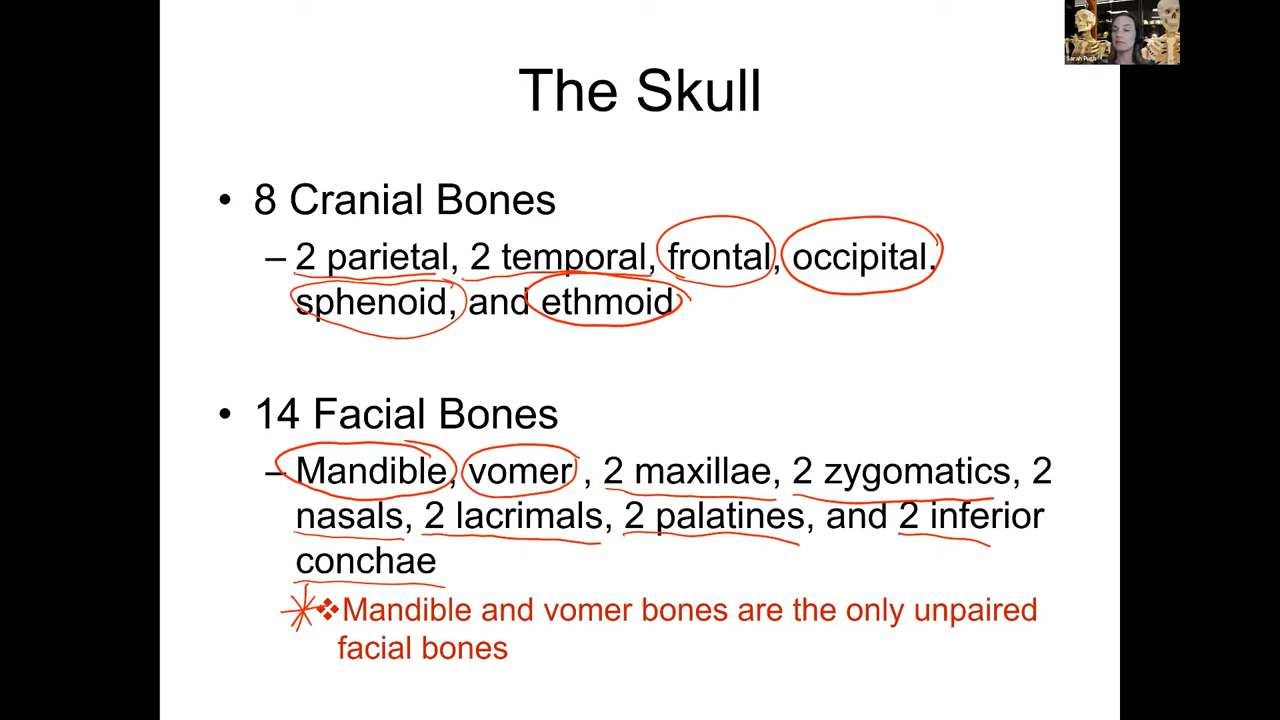 Sarah Pugh
The Skull
• 8 Cranial Bones
– 2 parietal, 2 temporal, frontal, occipital,
sphenoid, and ethmoid
• 14 Facial Bones
– Mandible, vomer , 2 maxillae, 2 zygomatics, 2
nasals, 2 lacrimals, 2 palatines, and 2 inferior
conchae
❖Mandible and vomer bones are the only unpaired
facial bones